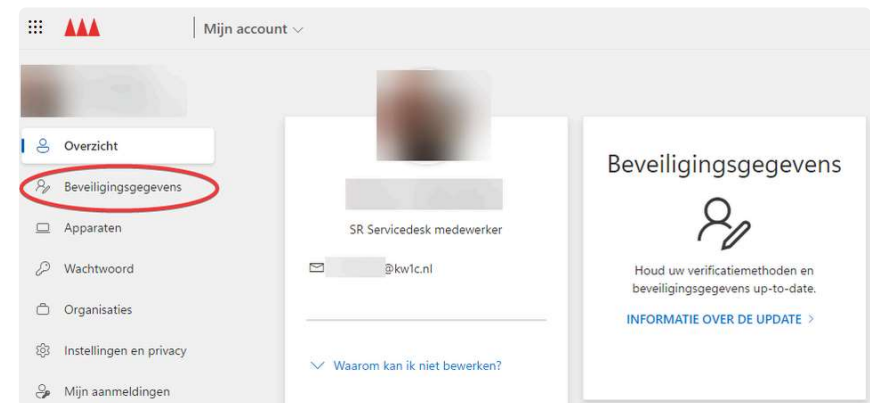 Mijn account
Overzicht
Beveiligingsgegevens
Apparaten
Wachtwoord
Organisaties
Instellingen en privacy
Mijn aanmeldingen
SR Servicedesk medewerker
@kw1c.nl
Waarom kan ik niet bewerken?
Beveiligingsgegevens
Houd uw verificatiemethoden en
beveiligingsgegevens up-to-date.
INFORMATIE OVER DE UPDATE >